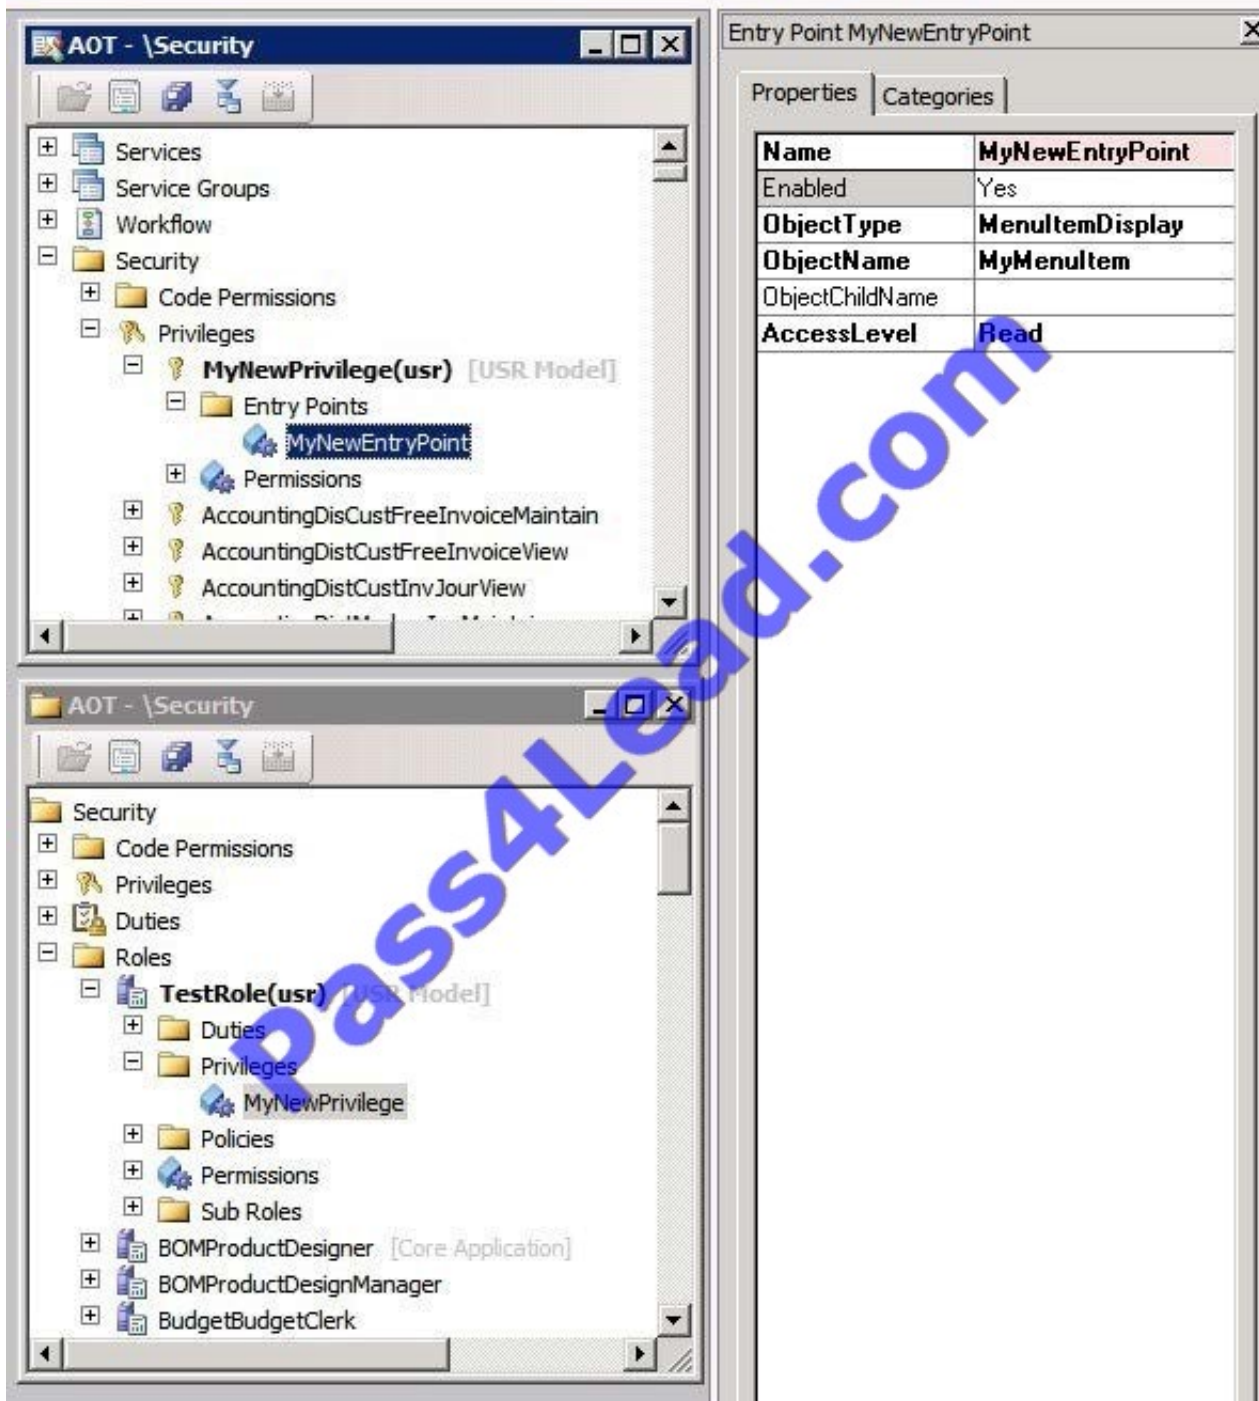 AOT - \Security
Services
Service Groups
Workflow
Security
Code Permissions
Privileges
MyNewPrivilege(usr) [USR Model]
Entry Points
MyNewEntryPoint
Permissions
AccountingDisCustFreeInvoiceMaintain
AccountingDistCustFreeInvoiceView
AccountingDistCustInvJourView
AOT - \Security
Security
Code Permissions
Privileges
Duties
Roles
TestRole(usr) [USR Model]
Duties
Privileges
MyNewPrivilege
Policies
Permissions
Sub Roles
BOMProductDesigner [Core Application]
BOMProductDesignManager
BudgetBudgetClerk
Entry Point MyNewEntryPoint
Properties Categories
Name MyNewEntryPoint
Enabled Yes
ObjectType MenuItemDisplay
ObjectName MyMenuItem
ObjectChildName
AccessLevel Read
Pass4Lead.com